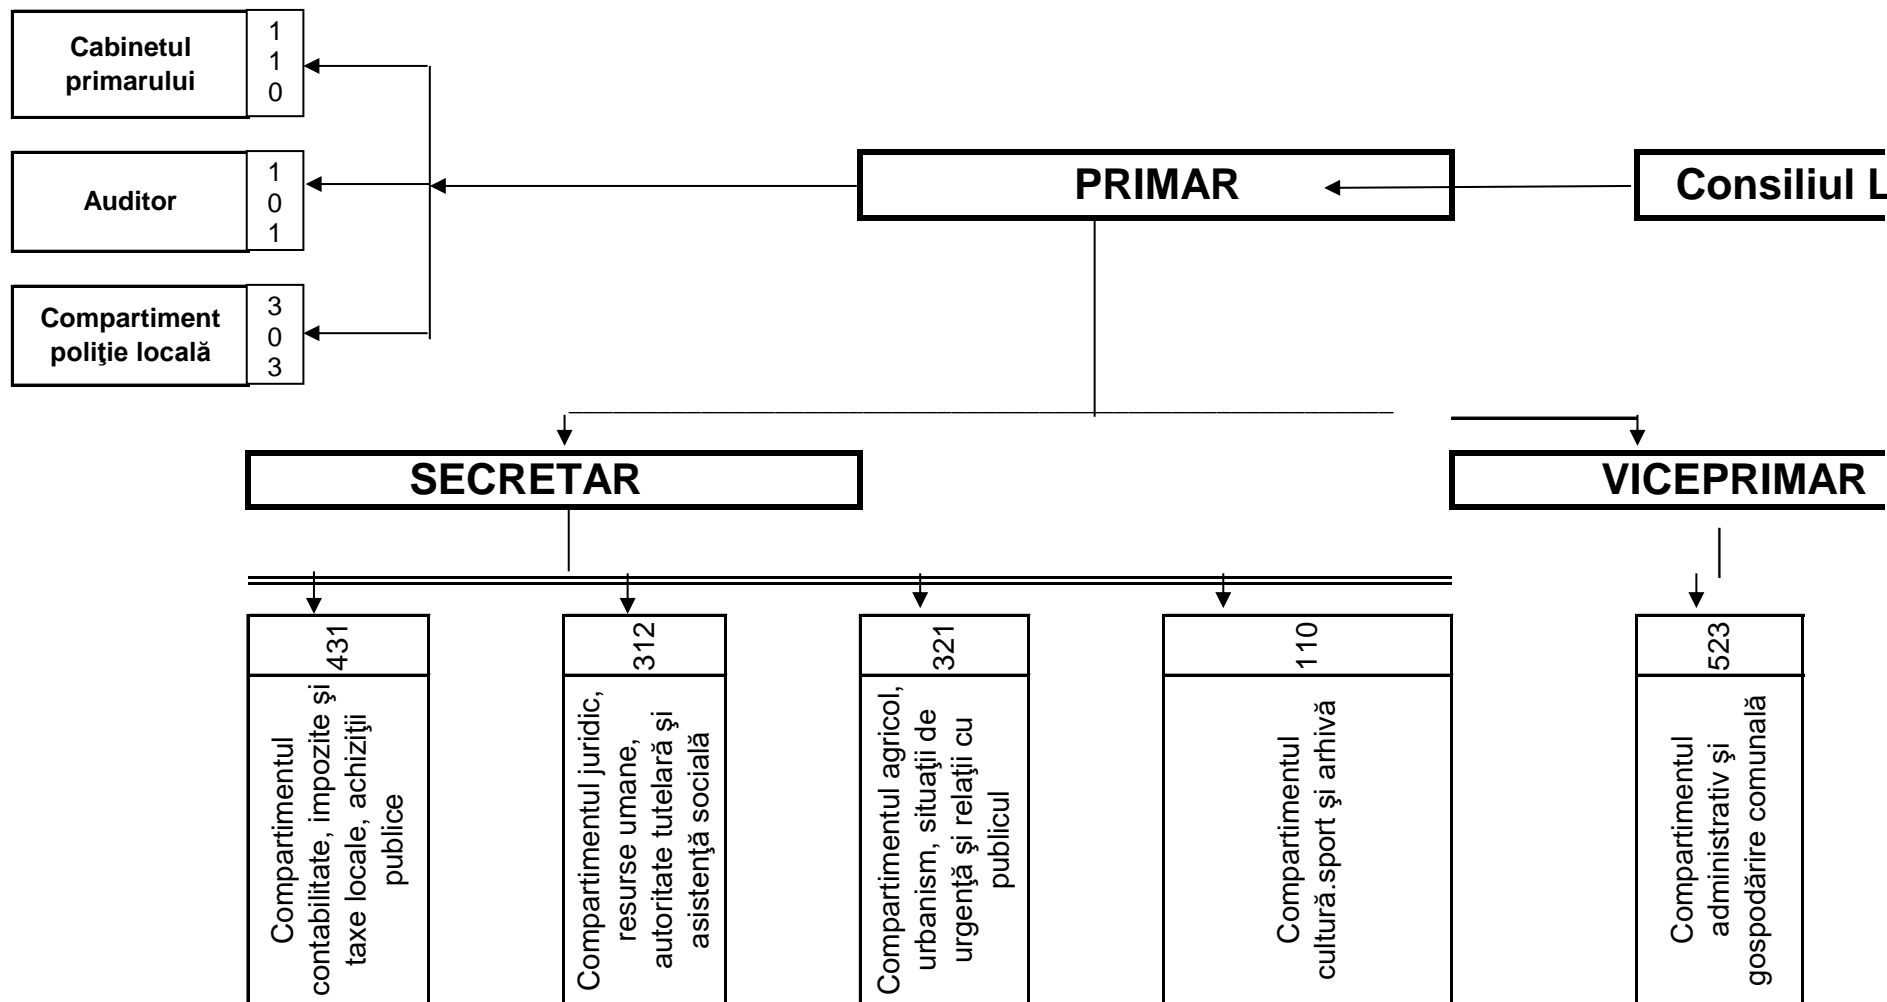 Cabinetul
primarului
1
1
0
Auditor
1
0
1
Compartiment
poliţie locală
3
0
3
PRIMAR
Consiliul L
SECRETAR
VICEPRIMAR
431
Compartimentul
contabilitate, impozite şi
taxe locale, achiziţii
publice
312
Compartimentul juridic,
resurse umane,
autoritate tutelară şi
asistenţă socială
321
Compartimentul agricol,
urbanism, situaţii de
urgenţă şi relaţii cu
publicul
110
Compartimentul
cultură.sport şi arhivă
523
Compartimentul
administrativ şi
gospodărire comunală